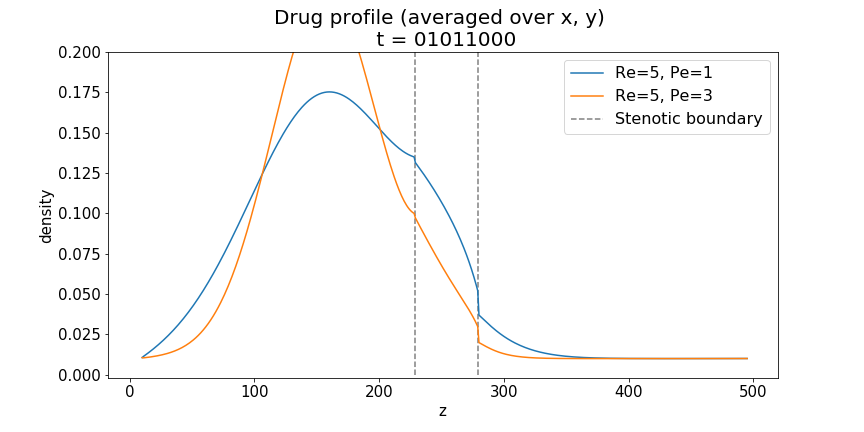 Drug profile (averaged over x, y)
t = 01011000
0.200
0.175
0.150
0.125
0.100
0.075
0.050
0.025
0.000
density
0
100
200
300
400
500
z
Re=5, Pe=1
Re=5, Pe=3
Stenotic boundary